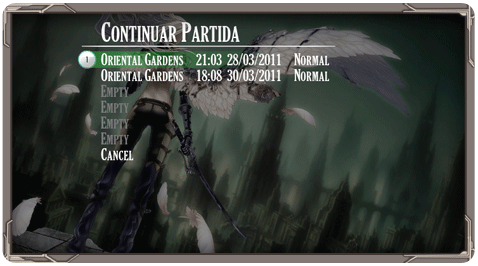 Continuar Partida
1 Oriental Gardens 21:03 28/03/2011 Normal
Oriental Gardens 18:08 30/03/2011 Normal
Empty
Empty
Empty
Empty
Cancel